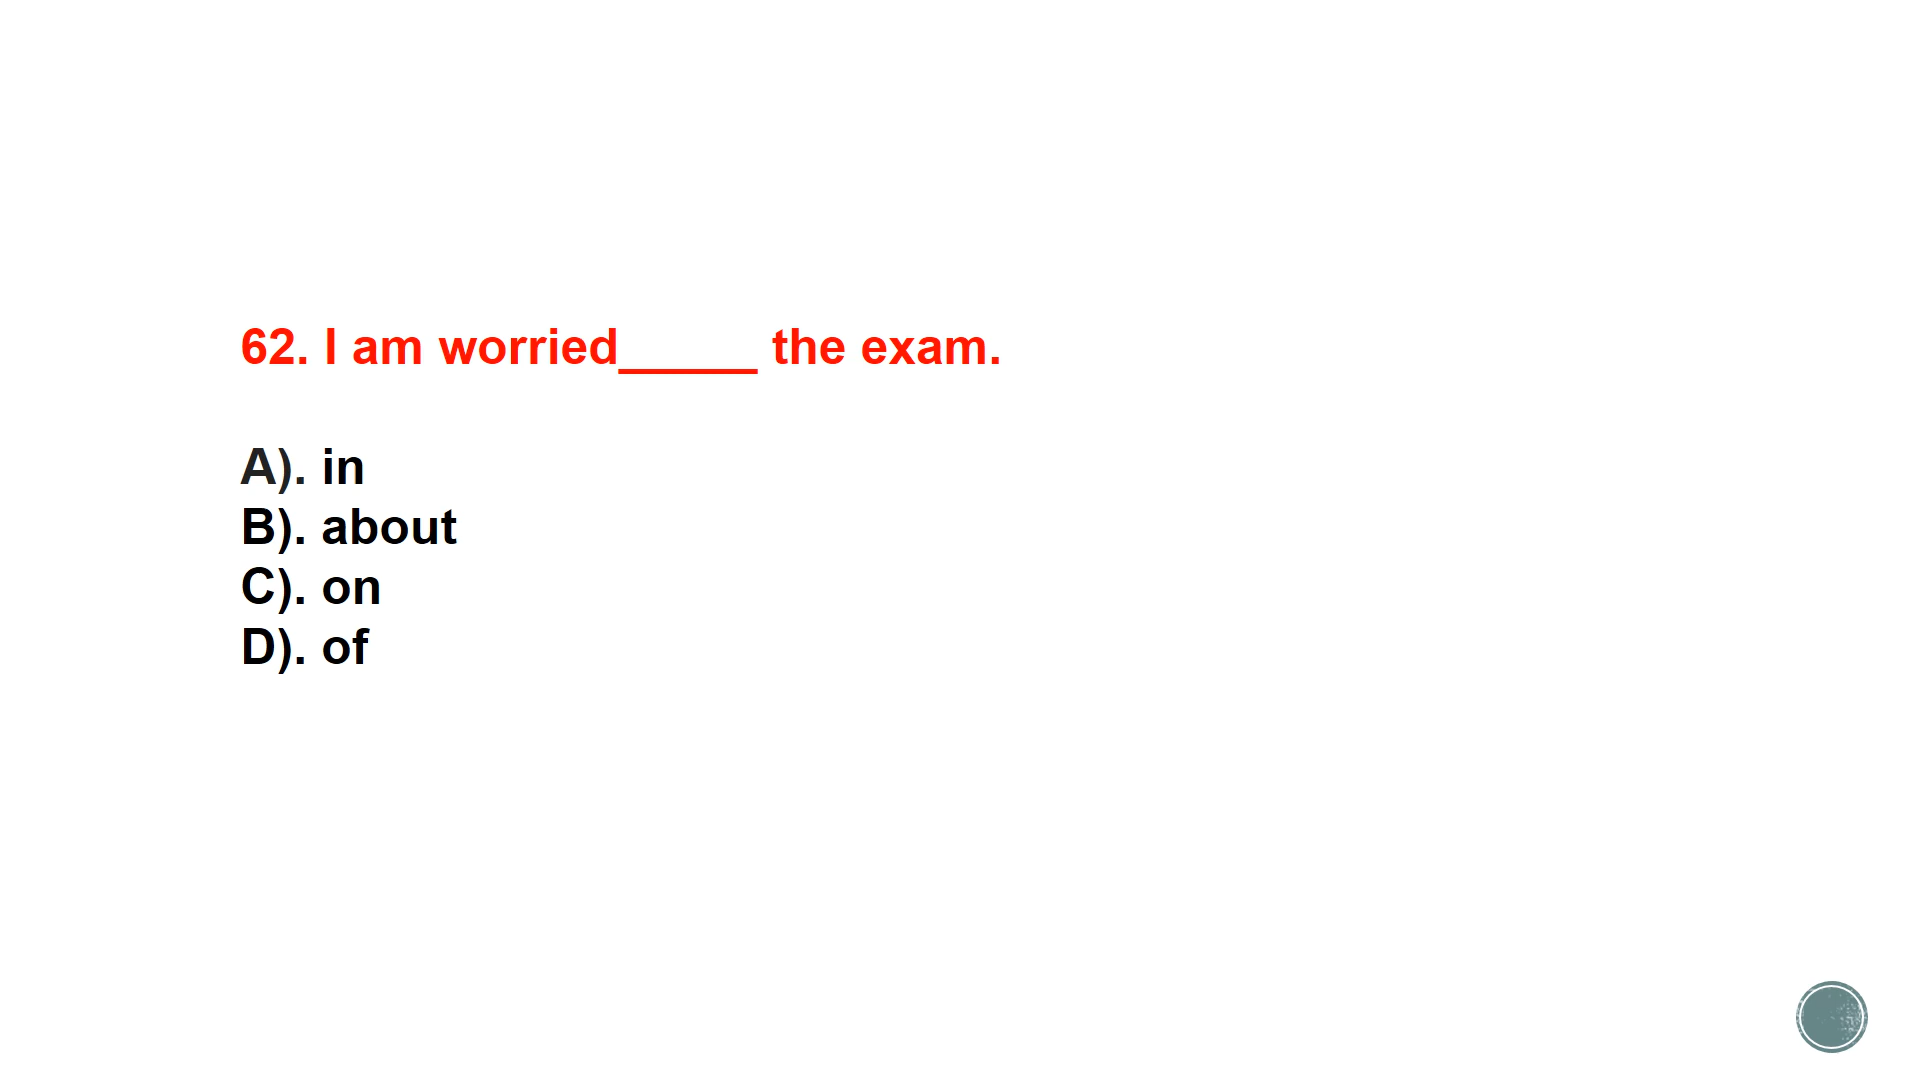 62. I am worried_____ the exam.
A). in
B). about
C). on
D). of